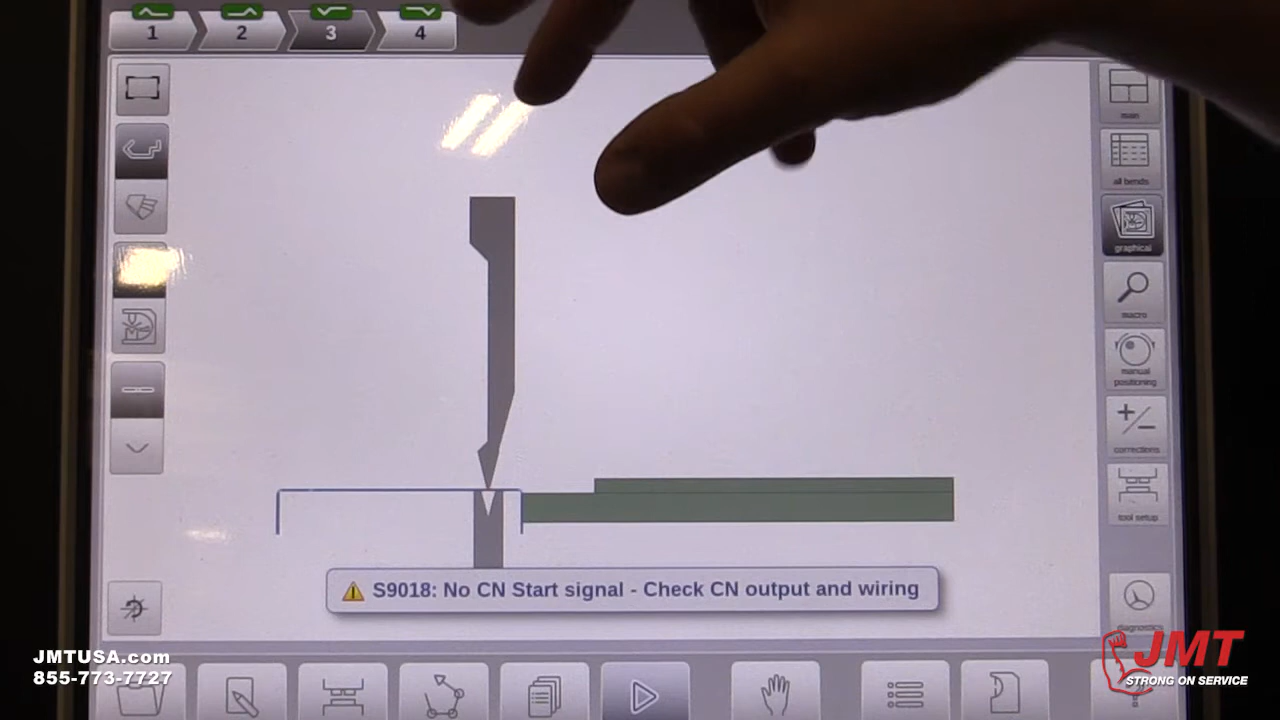 1
2
3
4
main
all bends
graphical
macro
manual
positioning
corrections
tool setup
S9018: No CN Start signal - Check CN output and wiring
diagnostics
JMTUSA.com
855-773-7727
JMT
STRONG ON SERVICE